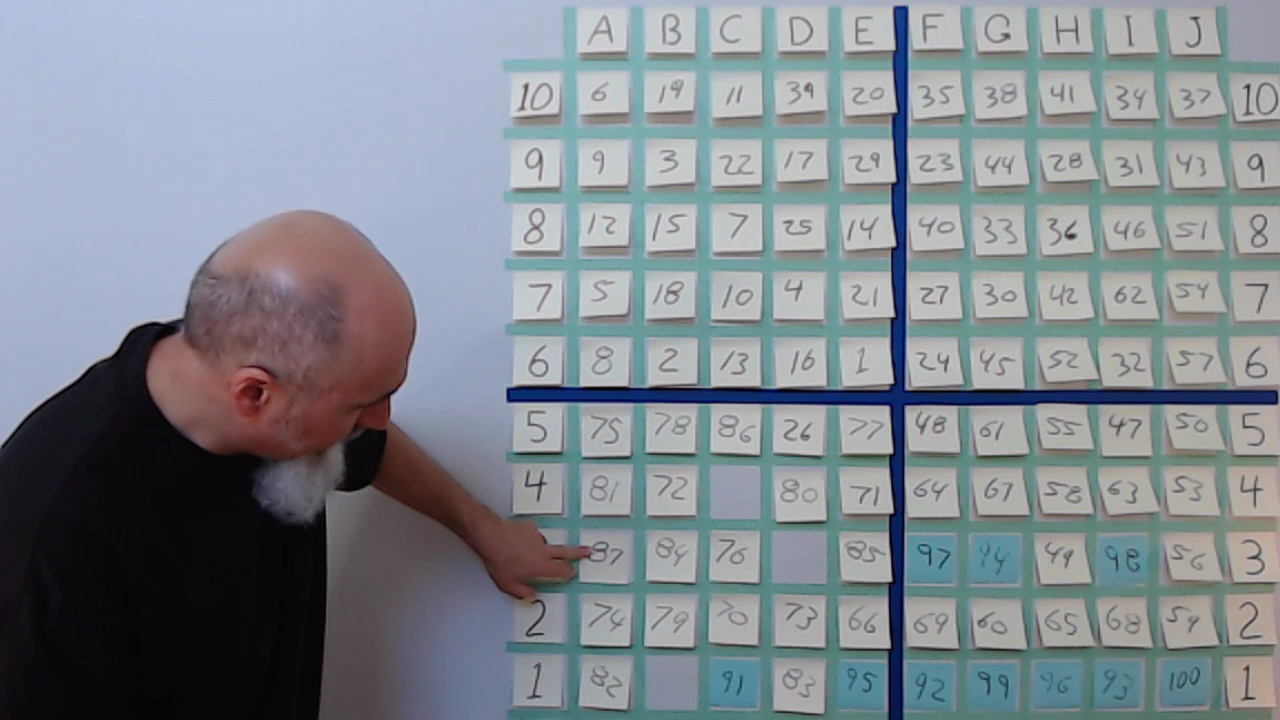 A B C D E F G H I J
10 6 19 11 39 20 35 38 41 34 37 10
9 9 3 22 17 29 23 44 28 31 43 9
8 12 15 7 25 14 40 33 36 46 51 8
7 5 18 10 4 21 27 30 42 62 54 7
6 8 2 13 16 1 24 45 52 32 57 6
5 75 78 86 26 77 48 61 55 47 50 5
4 81 72 80 71 64 67 58 63 53 4
87 84 76 85 97 94 49 98 56 3
2 74 79 70 73 66 69 60 65 68 59 2
1 82 91 83 95 92 99 96 93 100 1